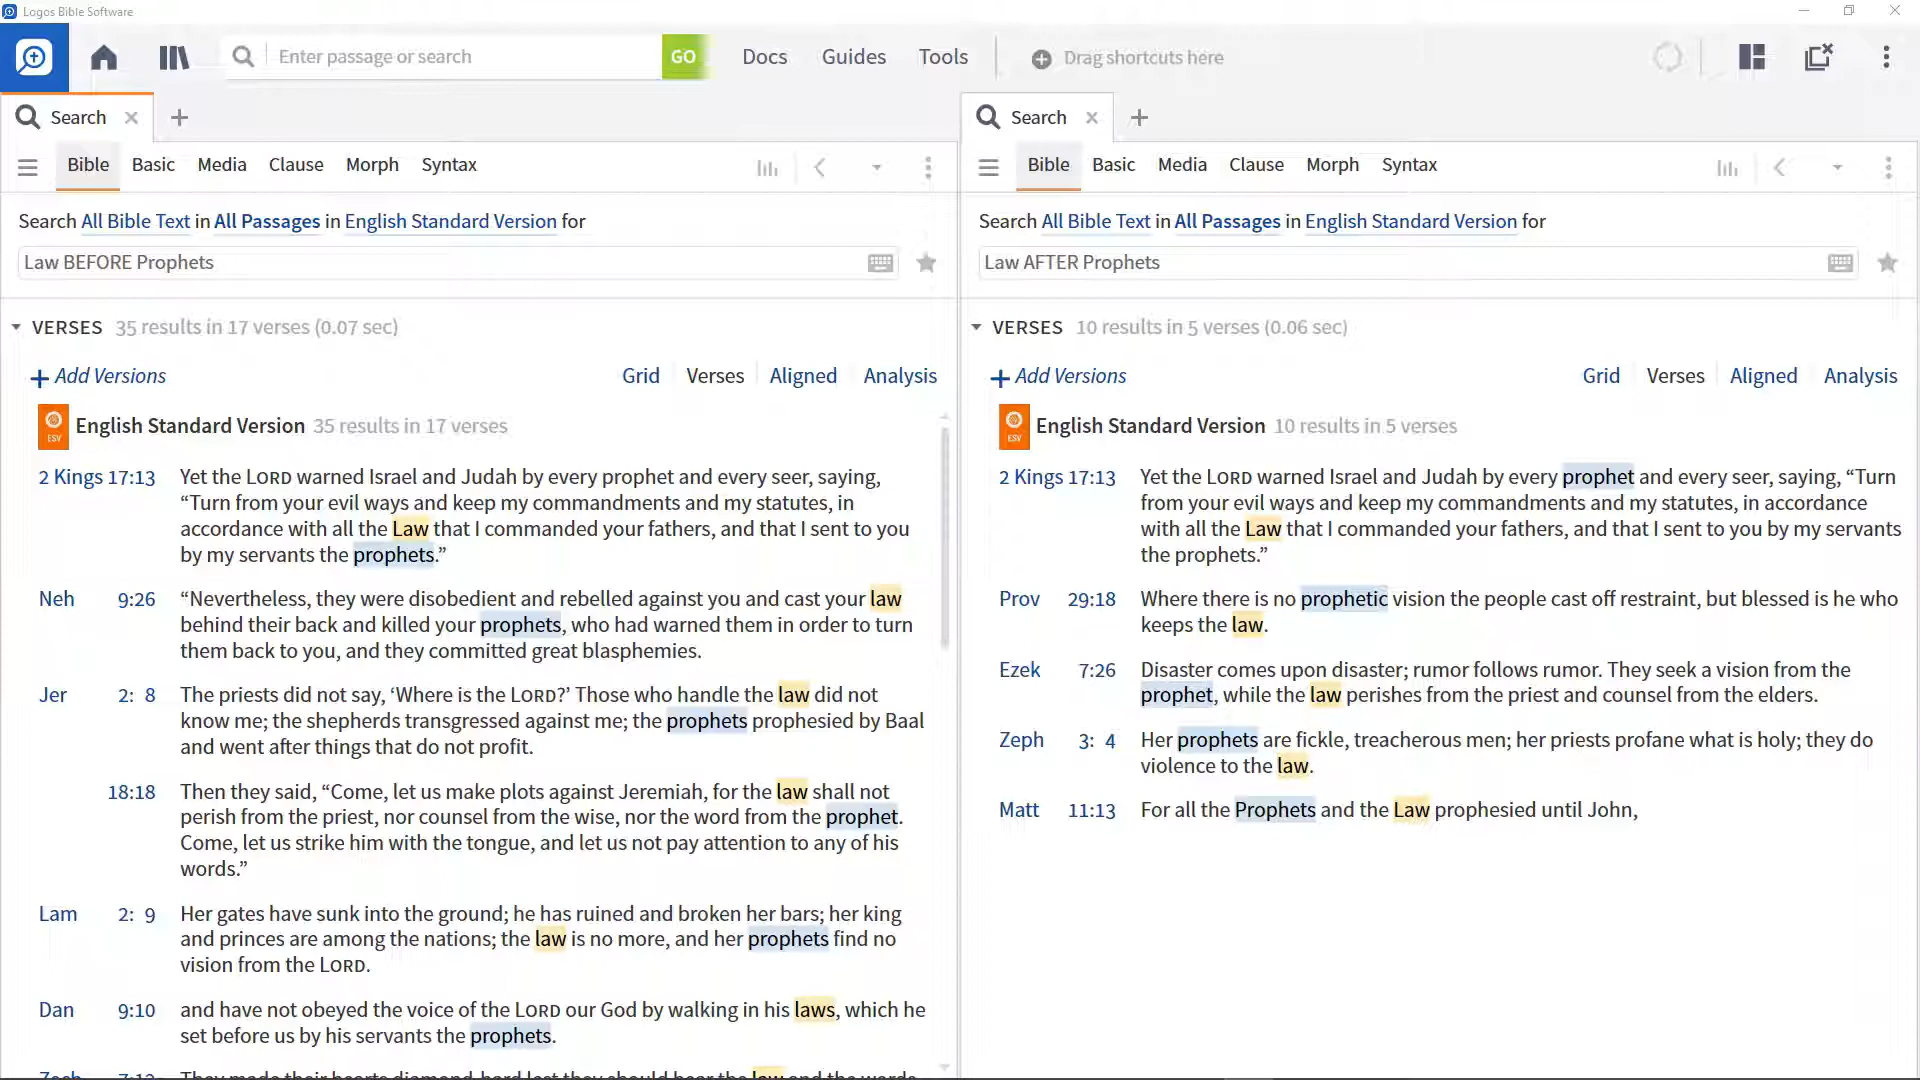 Logos Bible Software
Enter passage or search
GO
Docs
Guides
Tools
Drag shortcuts here
Search
Bible
Basic
Media
Clause
Morph
Syntax
Search All Bible Text in All Passages in English Standard Version for
Law BEFORE Prophets
VERSES 35 results in 17 verses (0.07 sec)
Add Versions
Grid
Verses
Aligned
Analysis
ESV
English Standard Version 35 results in 17 verses
2 Kings 17:13 Yet the LORD warned Israel and Judah by every prophet and every seer, saying,
“Turn from your evil ways and keep my commandments and my statutes, in
accordance with all the Law that I commanded your fathers, and that I sent to you
by my servants the prophets.”
Neh 9:26 “Nevertheless, they were disobedient and rebelled against you and cast your law
behind their back and killed your prophets, who had warned them in order to turn
them back to you, and they committed great blasphemies.
Jer 2: 8 The priests did not say, ‘Where is the LORD?’ Those who handle the law did not
know me; the shepherds transgressed against me; the prophets prophesied by Baal
and went after things that do not profit.
18:18 Then they said, “Come, let us make plots against Jeremiah, for the law shall not
perish from the priest, nor counsel from the wise, nor the word from the prophet.
Come, let us strike him with the tongue, and let us not pay attention to any of his
words.”
Lam 2: 9 Her gates have sunk into the ground; he has ruined and broken her bars; her king
and princes are among the nations; the law is no more, and her prophets find no
vision from the LORD.
Dan 9:10 and have not obeyed the voice of the LORD our God by walking in his laws, which he
set before us by his servants the prophets.
Zech 7:12 They made their hearts diamond-hard lest they should hear the law and the words
Search
Bible
Basic
Media
Clause
Morph
Syntax
Search All Bible Text in All Passages in English Standard Version for
Law AFTER Prophets
VERSES 10 results in 5 verses (0.06 sec)
Add Versions
Grid
Verses
Aligned
Analysis
ESV
English Standard Version 10 results in 5 verses
2 Kings 17:13 Yet the LORD warned Israel and Judah by every prophet and every seer, saying, “Turn
from your evil ways and keep my commandments and my statutes, in accordance
with all the Law that I commanded your fathers, and that I sent to you by my servants
the prophets.”
Prov 29:18 Where there is no prophetic vision the people cast off restraint, but blessed is he who
keeps the law.
Ezek 7:26 Disaster comes upon disaster; rumor follows rumor. They seek a vision from the
prophet, while the law perishes from the priest and counsel from the elders.
Zeph 3: 4 Her prophets are fickle, treacherous men; her priests profane what is holy; they do
violence to the law.
Matt 11:13 For all the Prophets and the Law prophesied until John,